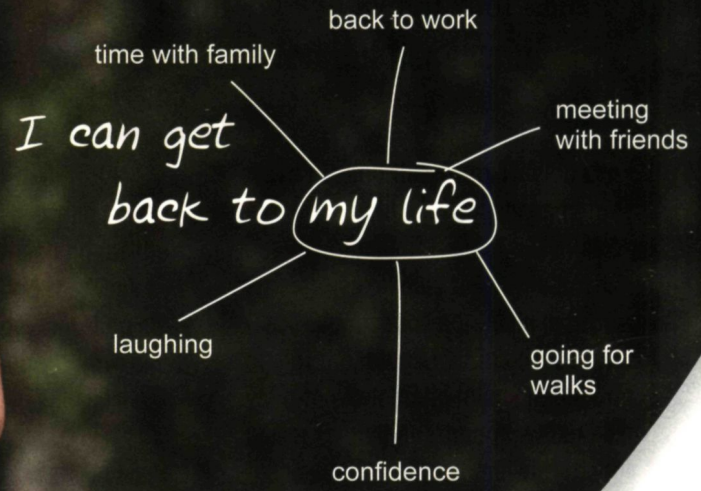 back to work
time with family
meeting
with friends
I can get
back to my life
laughing
going for
walks
confidence